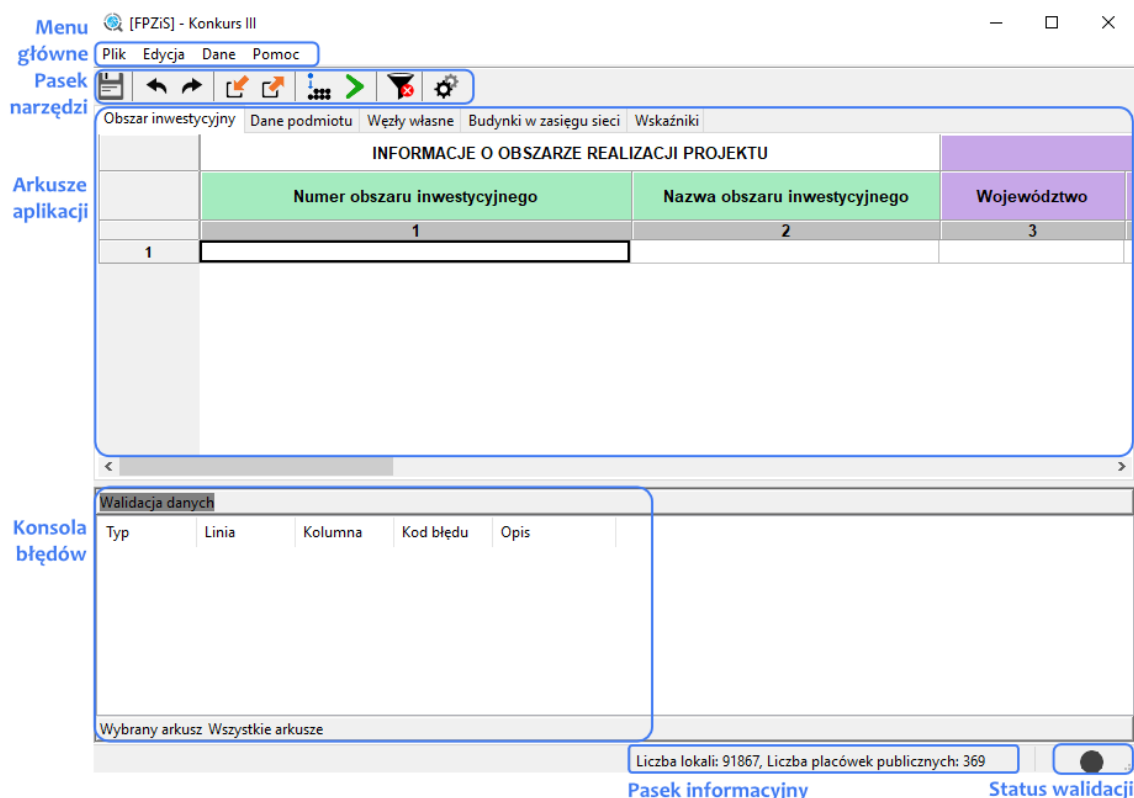 [FPZiS] - Konkurs III
Menu
główne
Plik Edycja Dane Pomoc
Pasek
narzędzi
Obszar inwestycyjny Dane podmiotu Węzły własne Budynki w zasięgu sieci Wskaźniki
INFORMACJE O OBSZARZE REALIZACJI PROJEKTU
Arkusze
aplikacji
Numer obszaru inwestycyjnego Nazwa obszaru inwestycyjnego Województwo
1 2 3
1
Walidacja danych
Konsola
błędów
Typ Linia Kolumna Kod błędu Opis
Wybrany arkusz Wszystkie arkusze
Liczba lokali: 91867, Liczba placówek publicznych: 369
Pasek informacyjny Status walidacji